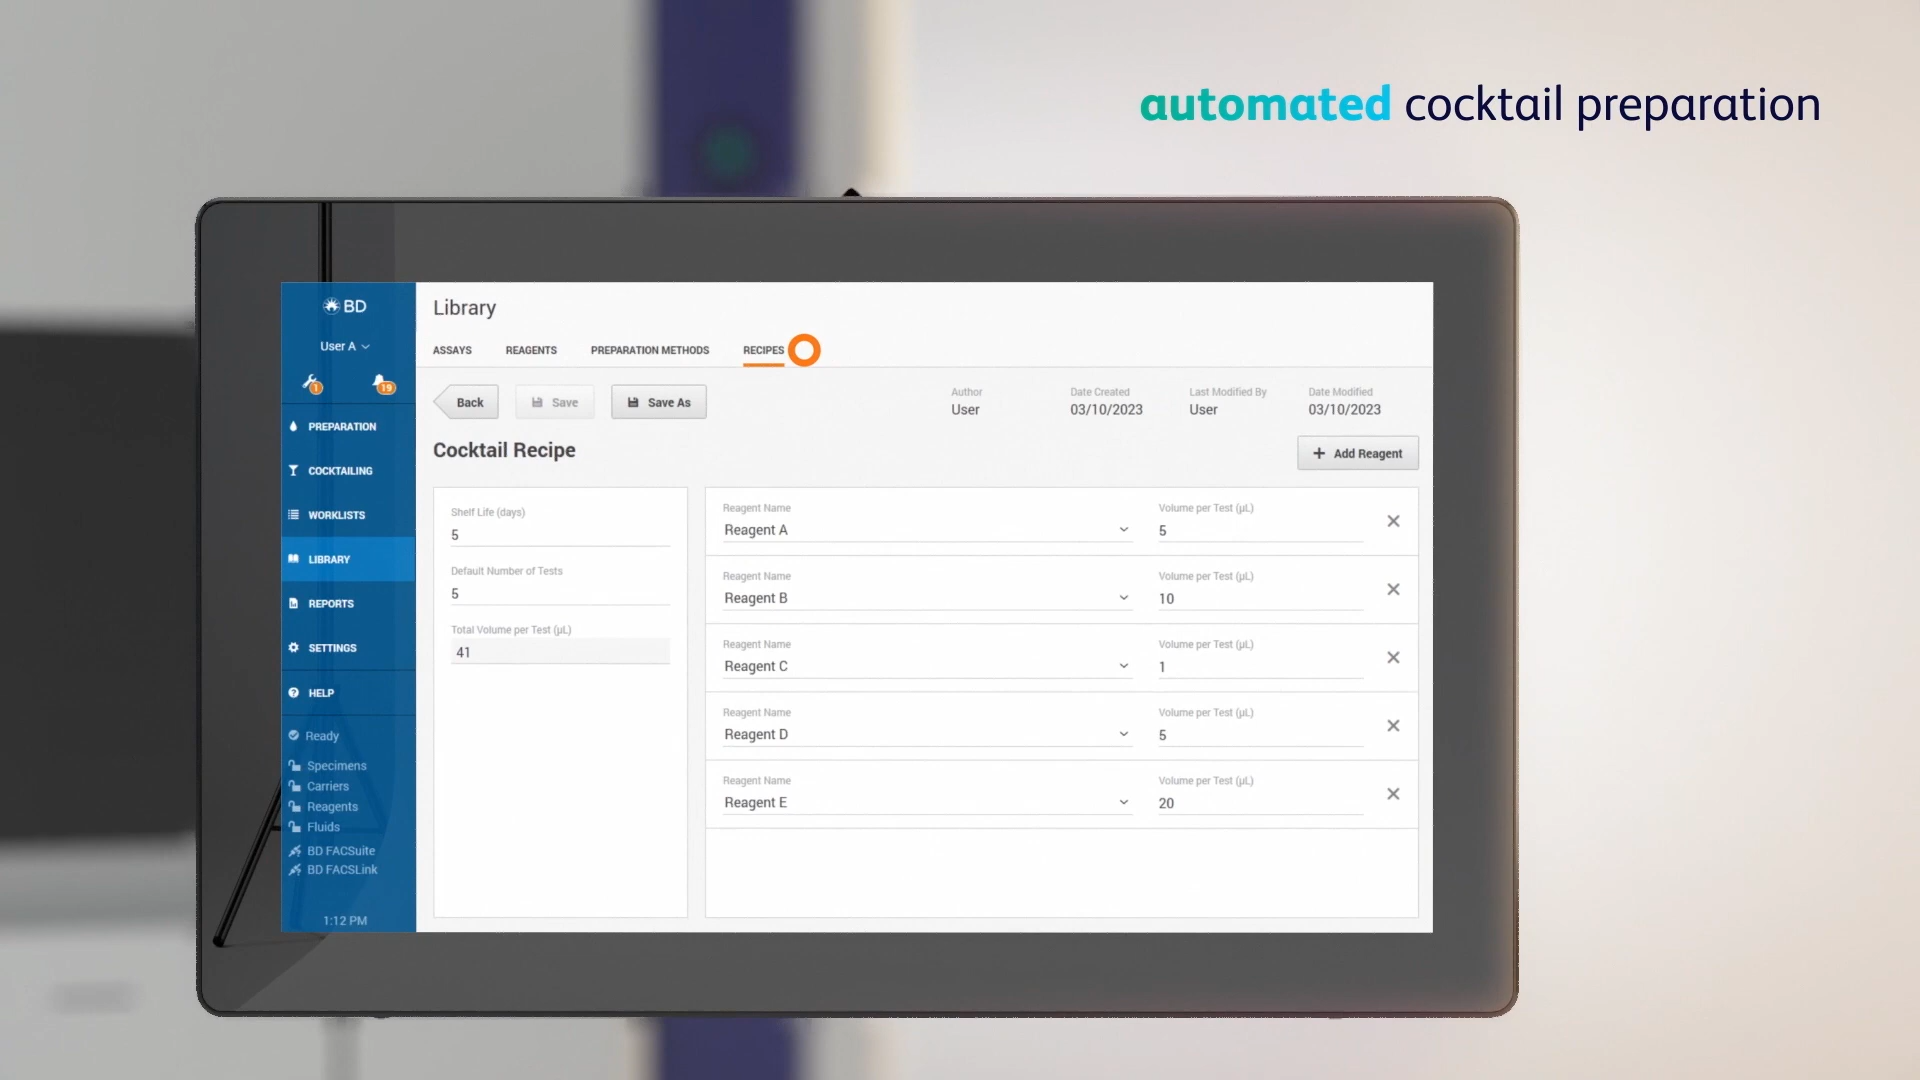 automated cocktail preparation
BD
User A
1
19
PREPARATION
COCKTAILING
WORKLISTS
LIBRARY
REPORTS
SETTINGS
HELP
Ready
Specimens
Carriers
Reagents
Fluids
BD FACSuite
BD FACSLink
1:12 PM
Library
ASSAYS REAGENTS PREPARATION METHODS RECIPES
Back Save Save As
Author Date Created Last Modified By Date Modified
User 03/10/2023 User 03/10/2023
Cocktail Recipe
+ Add Reagent
Shelf Life (days)
5
Default Number of Tests
5
Total Volume per Test (μL)
41
Reagent Name Volume per Test (μL)
Reagent A 5
Reagent Name Volume per Test (μL)
Reagent B 10
Reagent Name Volume per Test (μL)
Reagent C 1
Reagent Name Volume per Test (μL)
Reagent D 5
Reagent Name Volume per Test (μL)
Reagent E 20